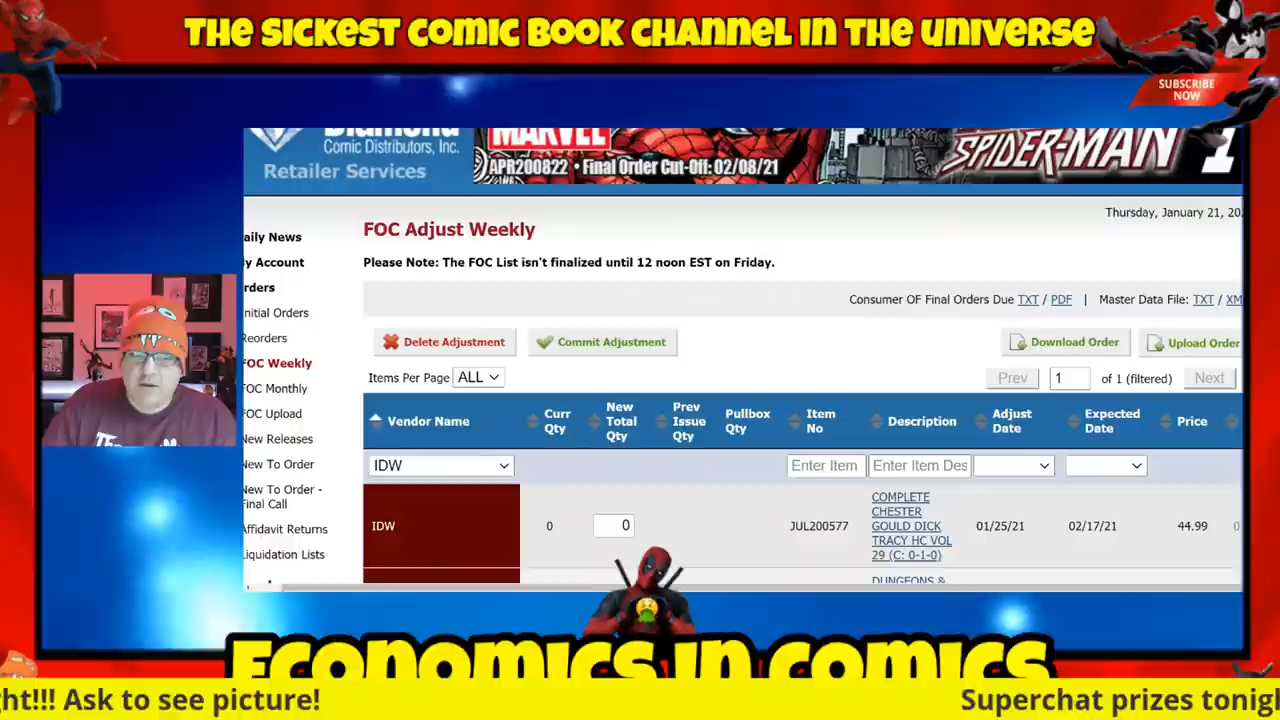 THE SICKEST COMIC BOOK CHANNEL IN THE UNIVERSE
SUBSCRIBE
NOW
Diamond
Comic Distributors, Inc.
Retailer Services
MARVEL
APR200822 • Final Order Cut-Off: 02/08/21
SPIDER-MAN 1
Thursday, January 21, 202
aily News
y Account
rders
nitial Orders
Reorders
FOC Weekly
FOC Monthly
FOC Upload
New Releases
New To Order
New To Order -
Final Call
Affidavit Returns
Liquidation Lists
FOC Adjust Weekly
Please Note: The FOC List isn't finalized until 12 noon EST on Friday.
Consumer OF Final Orders Due TXT / PDF | Master Data File: TXT / XM
Delete Adjustment
Commit Adjustment
Download Order
Upload Order
Items Per Page ALL
Prev 1 of 1 (filtered) Next
Vendor Name
Curr Qty
New Total Qty
Prev Issue Qty
Pullbox Qty
Item No
Description
Adjust Date
Expected Date
Price
IDW
Enter Item
Enter Item Des
IDW
0
0
JUL200577
COMPLETE
CHESTER
GOULD DICK
TRACY HC VOL
29 (C: 0-1-0)
01/25/21
02/17/21
44.99
0
DUNGEONS &
ECONOMICS IN COMICS
ght!!! Ask to see picture!
Superchat prizes tonigh